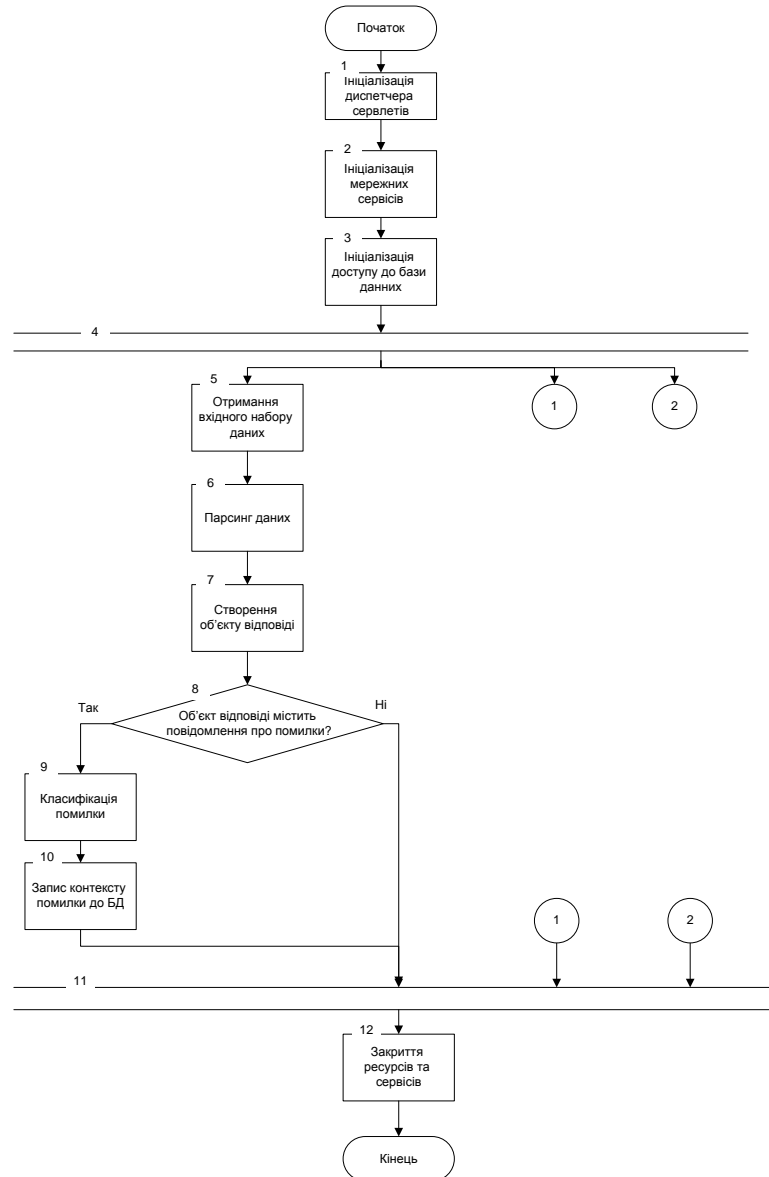 Початок
1
Ініціалізація
диспетчера
сервлетів
2
Ініціалізація
мережних
сервісів
3
Ініціалізація
доступу до бази
данних
4
5
Отримання
вхідного набору
даних
1
2
6
Парсинг даних
7
Створення
об’єкту відповіді
8
Так
Ні
Об’єкт відповіді містить
повідомлення про помилки?
9
Класифікація
помилки
10
Запис контексту
помилки до БД
1
2
11
12
Закриття
ресурсів та
сервісів
Кінець